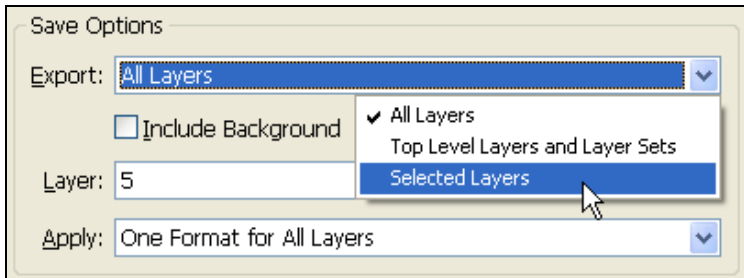 Save Options
Export: All Layers
Include Background
✓ All Layers
Top Level Layers and Layer Sets
Selected Layers
Layer: 5
Apply: One Format for All Layers